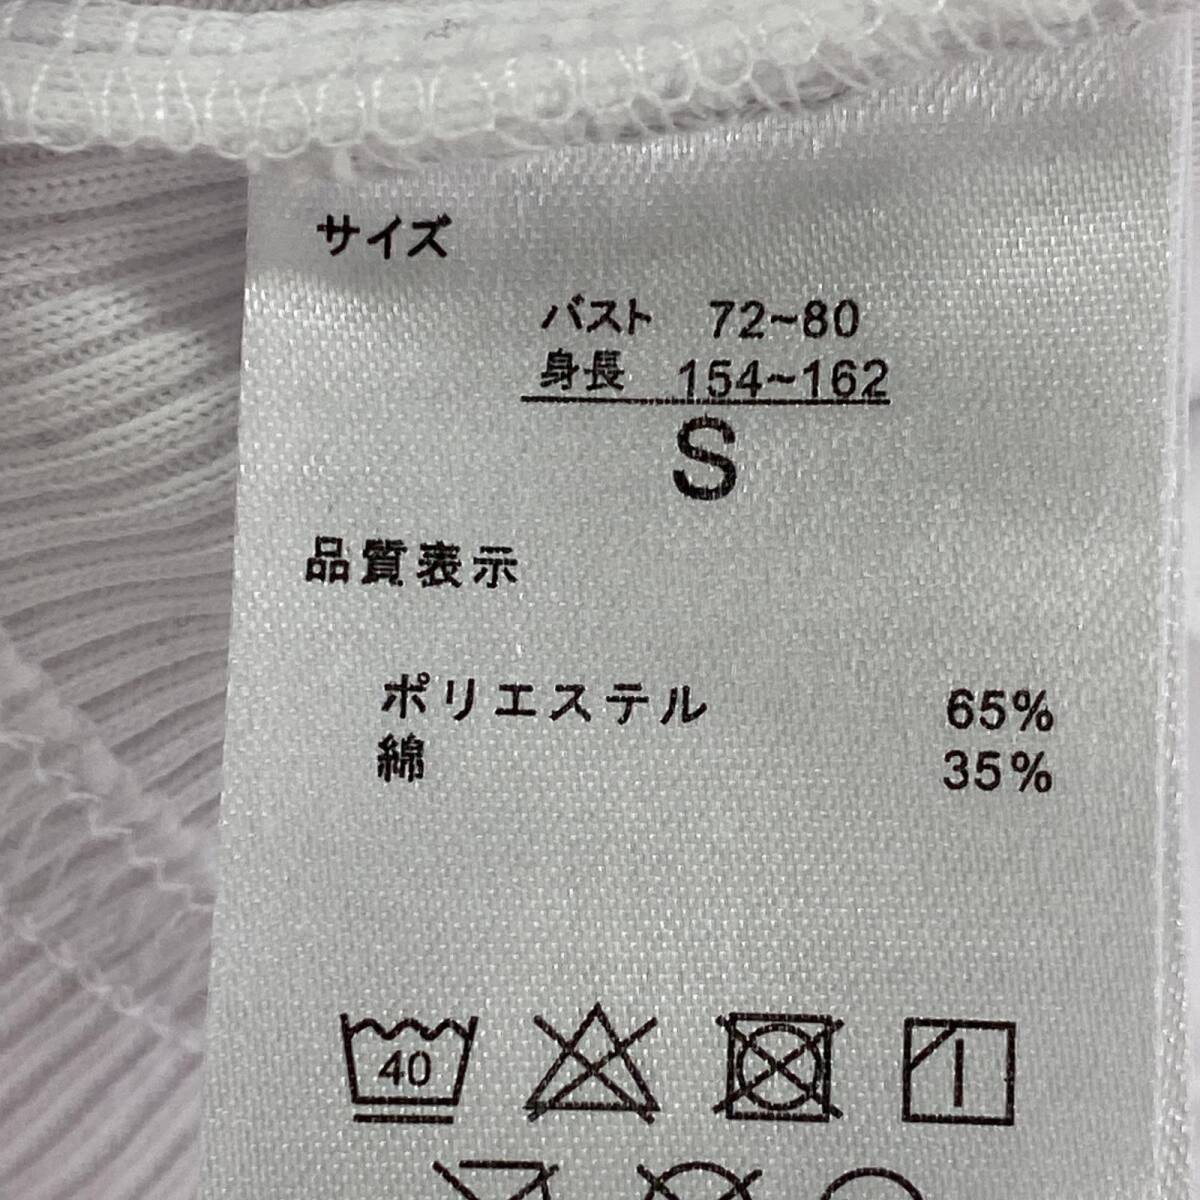 サイズ
バスト 72~80
身長 154~162
S
品質表示
ポリエステル 65%
綿 35%
40